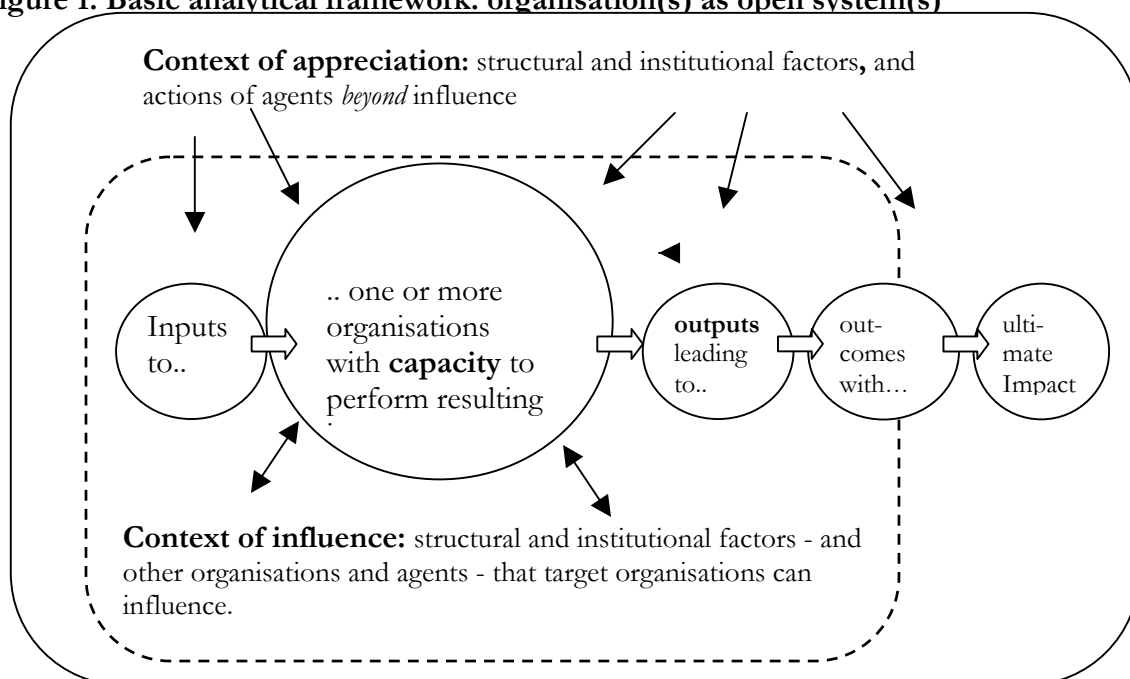 igure 1. Basic analytical framework: organisation(s) as open system(s)
Context of appreciation: structural and institutional factors, and
actions of agents beyond influence
Inputs
to..
.. one or more
organisations
with capacity to
perform resulting
outputs
leading
to..
out-
comes
with…
ulti-
mate
Impact
Context of influence: structural and institutional factors - and
other organisations and agents - that target organisations can
influence.